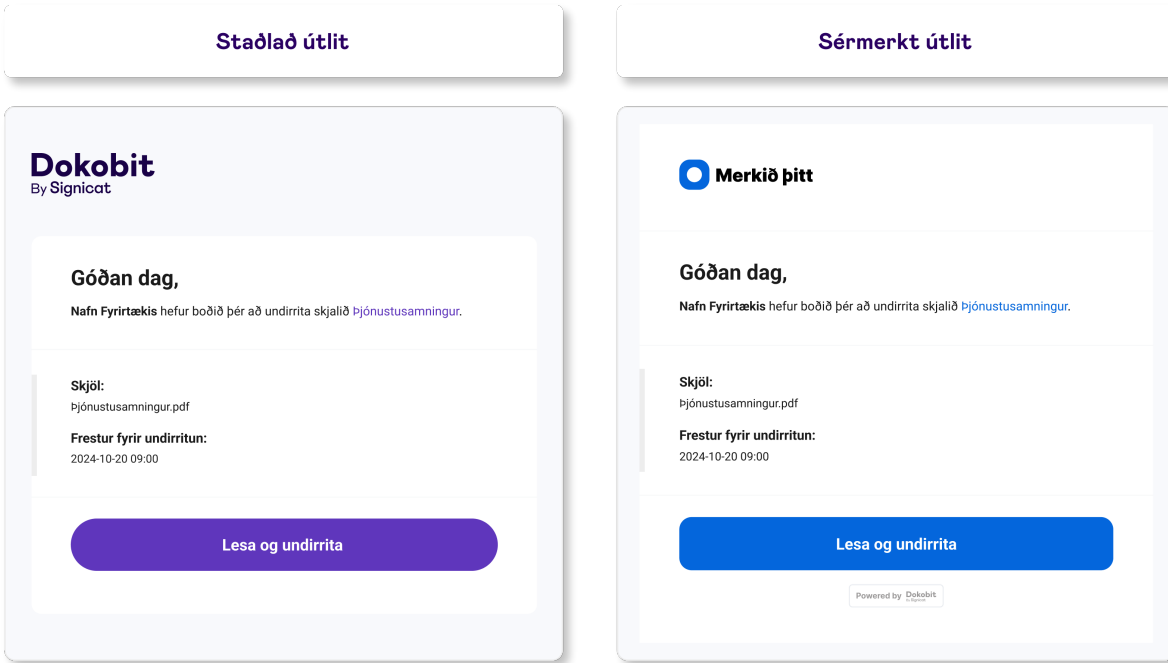 Staðlað útlit
Dokobit
By Signicat
Góðan dag,
Nafn Fyrirtækis hefur boðið þér að undirrita skjalið Þjónustusamningur.
Skjöl:
Þjónustusamningur.pdf
Frestur fyrir undirritun:
2024-10-20 09:00
Lesa og undirrita
Sérmerkt útlit
Merkið þitt
Góðan dag,
Nafn Fyrirtækis hefur boðið þér að undirrita skjalið Þjónustusamningur.
Skjöl:
Þjónustusamningur.pdf
Frestur fyrir undirritun:
2024-10-20 09:00
Lesa og undirrita
Powered by Dokobit
By Signicat